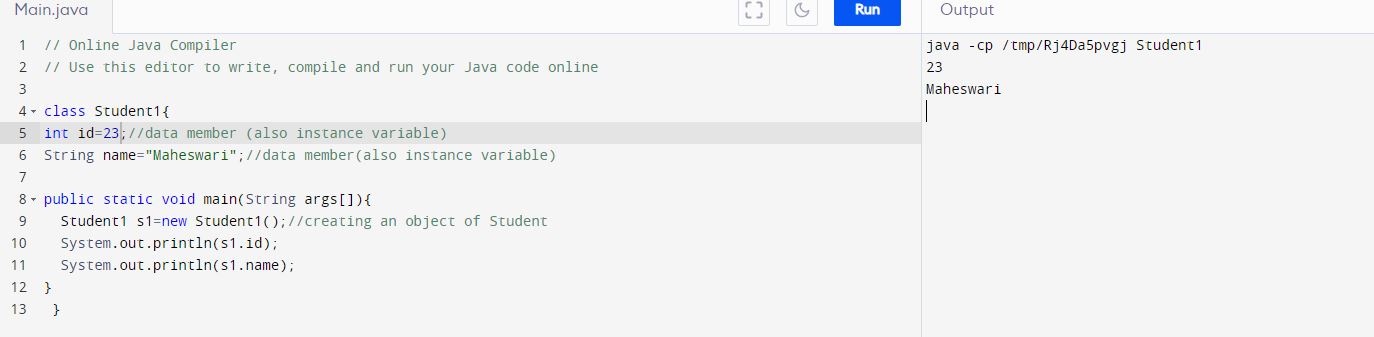 Main.java
Run
Output
1 // Online Java Compiler
2 // Use this editor to write, compile and run your Java code online
3
4 class Student1{
5 int id=23;//data member (also instance variable)
6 String name="Maheswari";//data member(also instance variable)
7
8 public static void main(String args[]){
9 Student1 s1=new Student1();//creating an object of Student
10 System.out.println(s1.id);
11 System.out.println(s1.name);
12 }
13 }
java -cp /tmp/Rj4Da5pvgj Student1
23
Maheswari